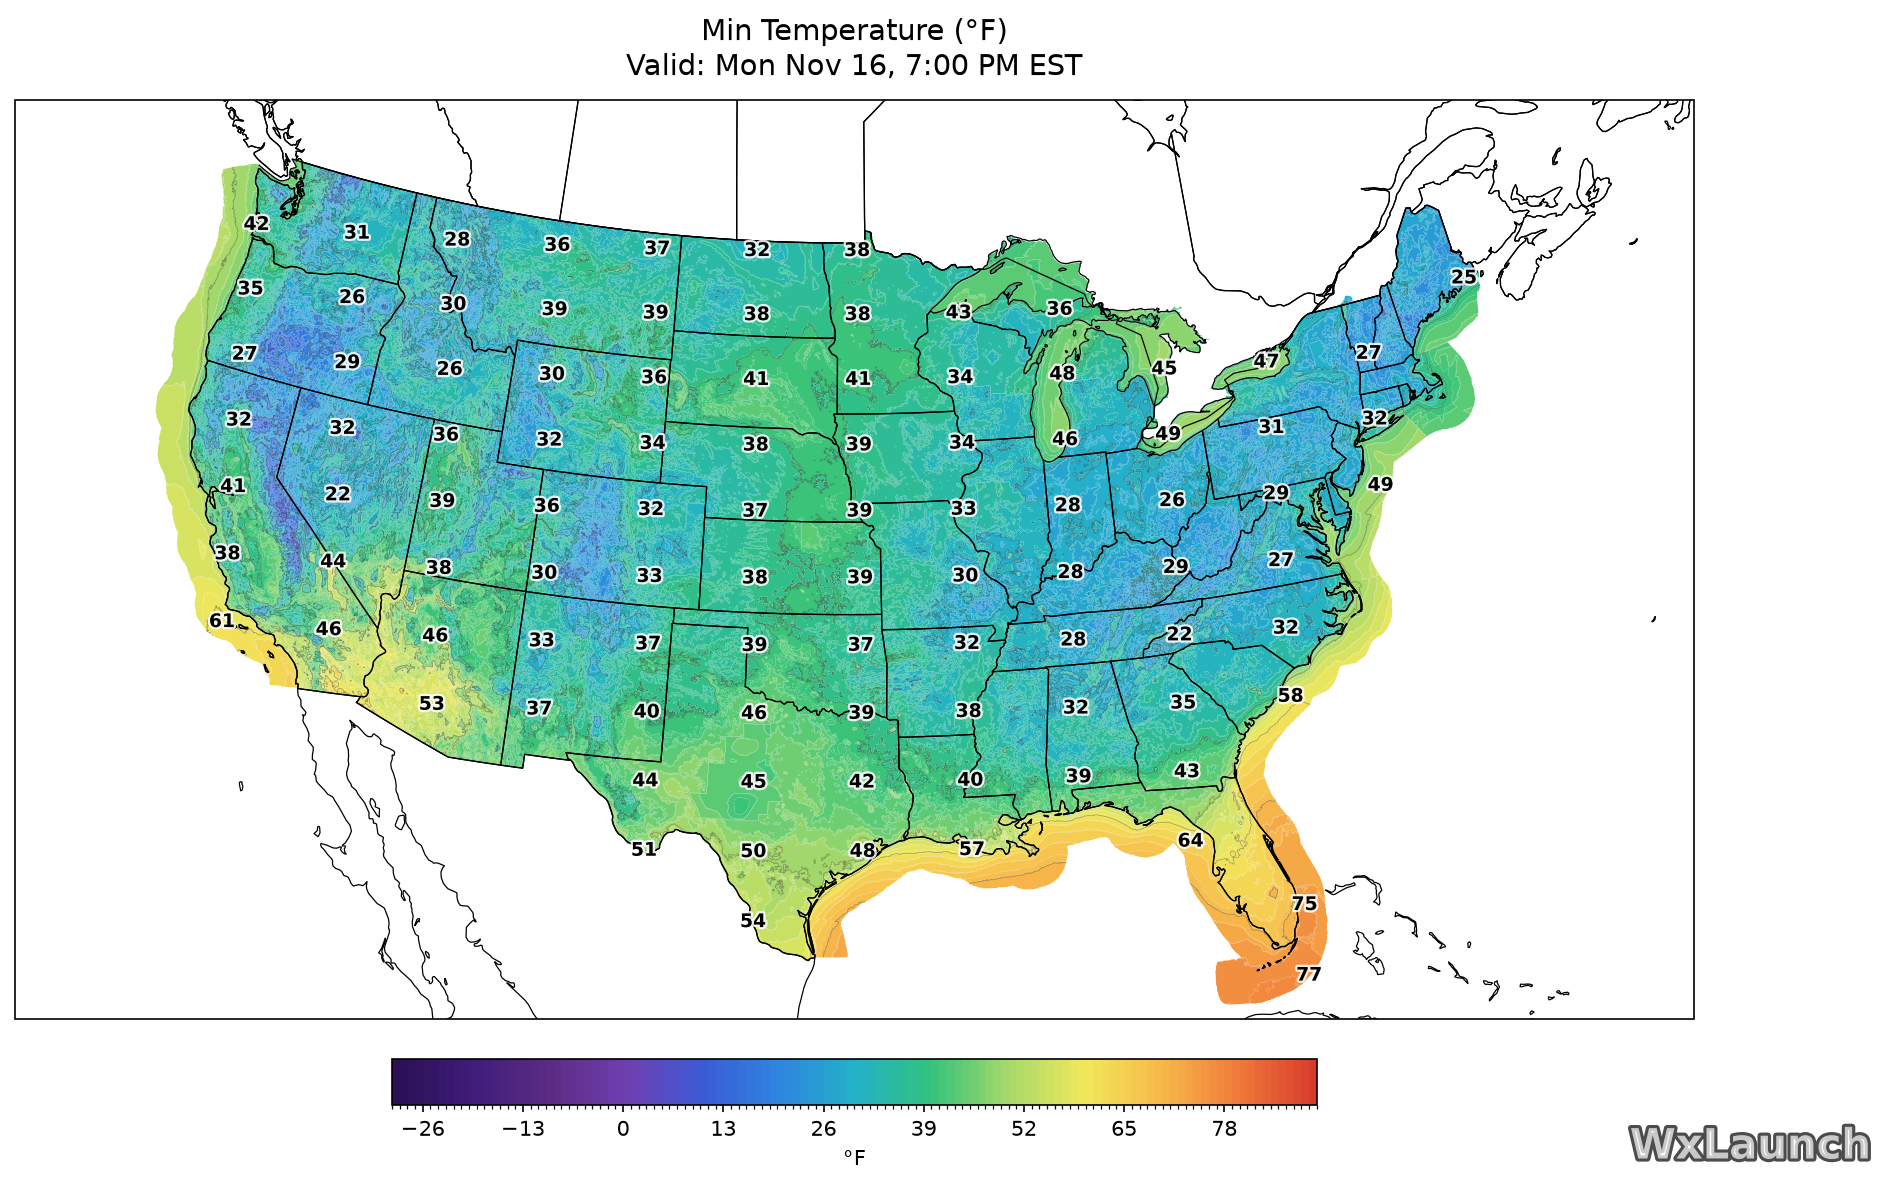 Min Temperature (°F)
Valid: Mon Nov 16, 7:00 PM EST
42 31 28 36 37 32 38
35 26 30 39 39 38 38 43 36 25
27 29 26 30 36 41 41 34 48 45 47 27
32 32 36 32 34 38 39 34 46 49 31 32
41 22 39 36 32 37 39 33 28 26 29 49
38 44 38 30 33 38 39 30 28 29 27
61 46 46 33 37 39 37 32 28 22 32
53 37 40 46 39 38 32 35 58
44 45 42 40 39 43
51 50 48 57 64
54 75
77
−26 −13 0 13 26 39 52 65 78
°F
WxLaunch